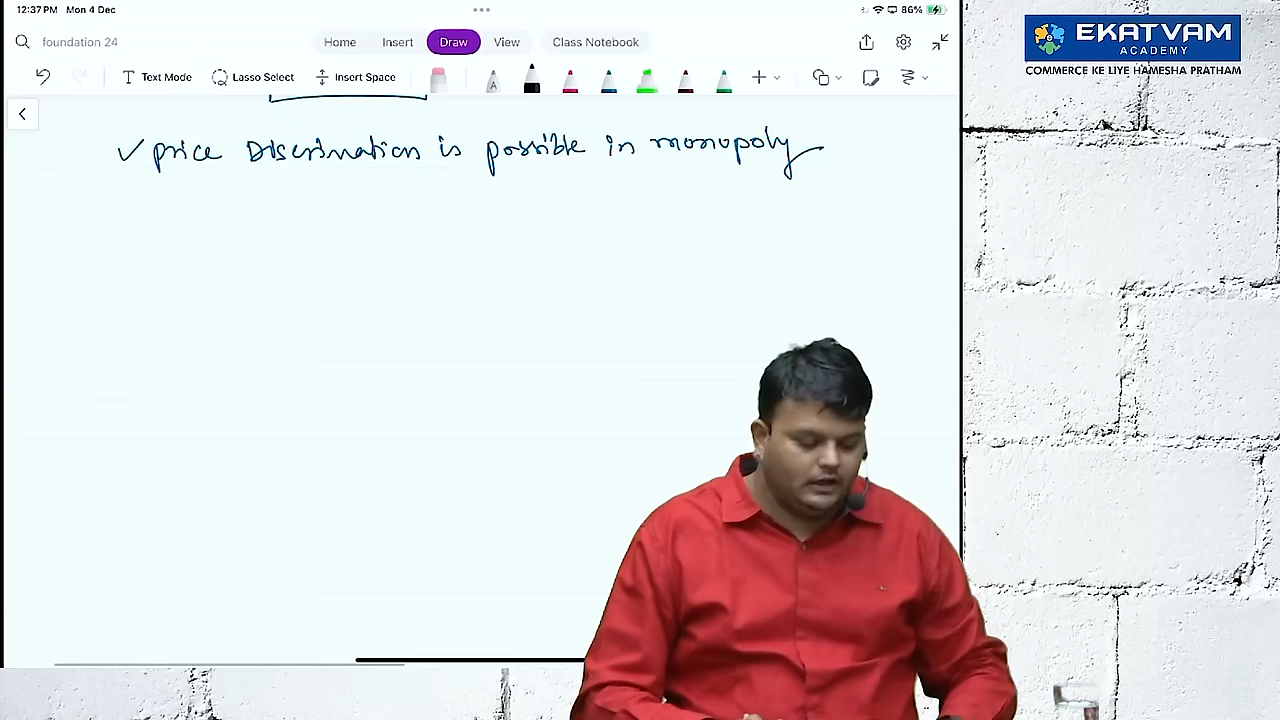 12:37 PM Mon 4 Dec
86%
foundation 24
Home Insert Draw View Class Notebook
Text Mode Lasso Select Insert Space
✓ price Discrimation is possible in monopoly
EKATVAM
ACADEMY
COMMERCE KE LIYE HAMESHA PRATHAM